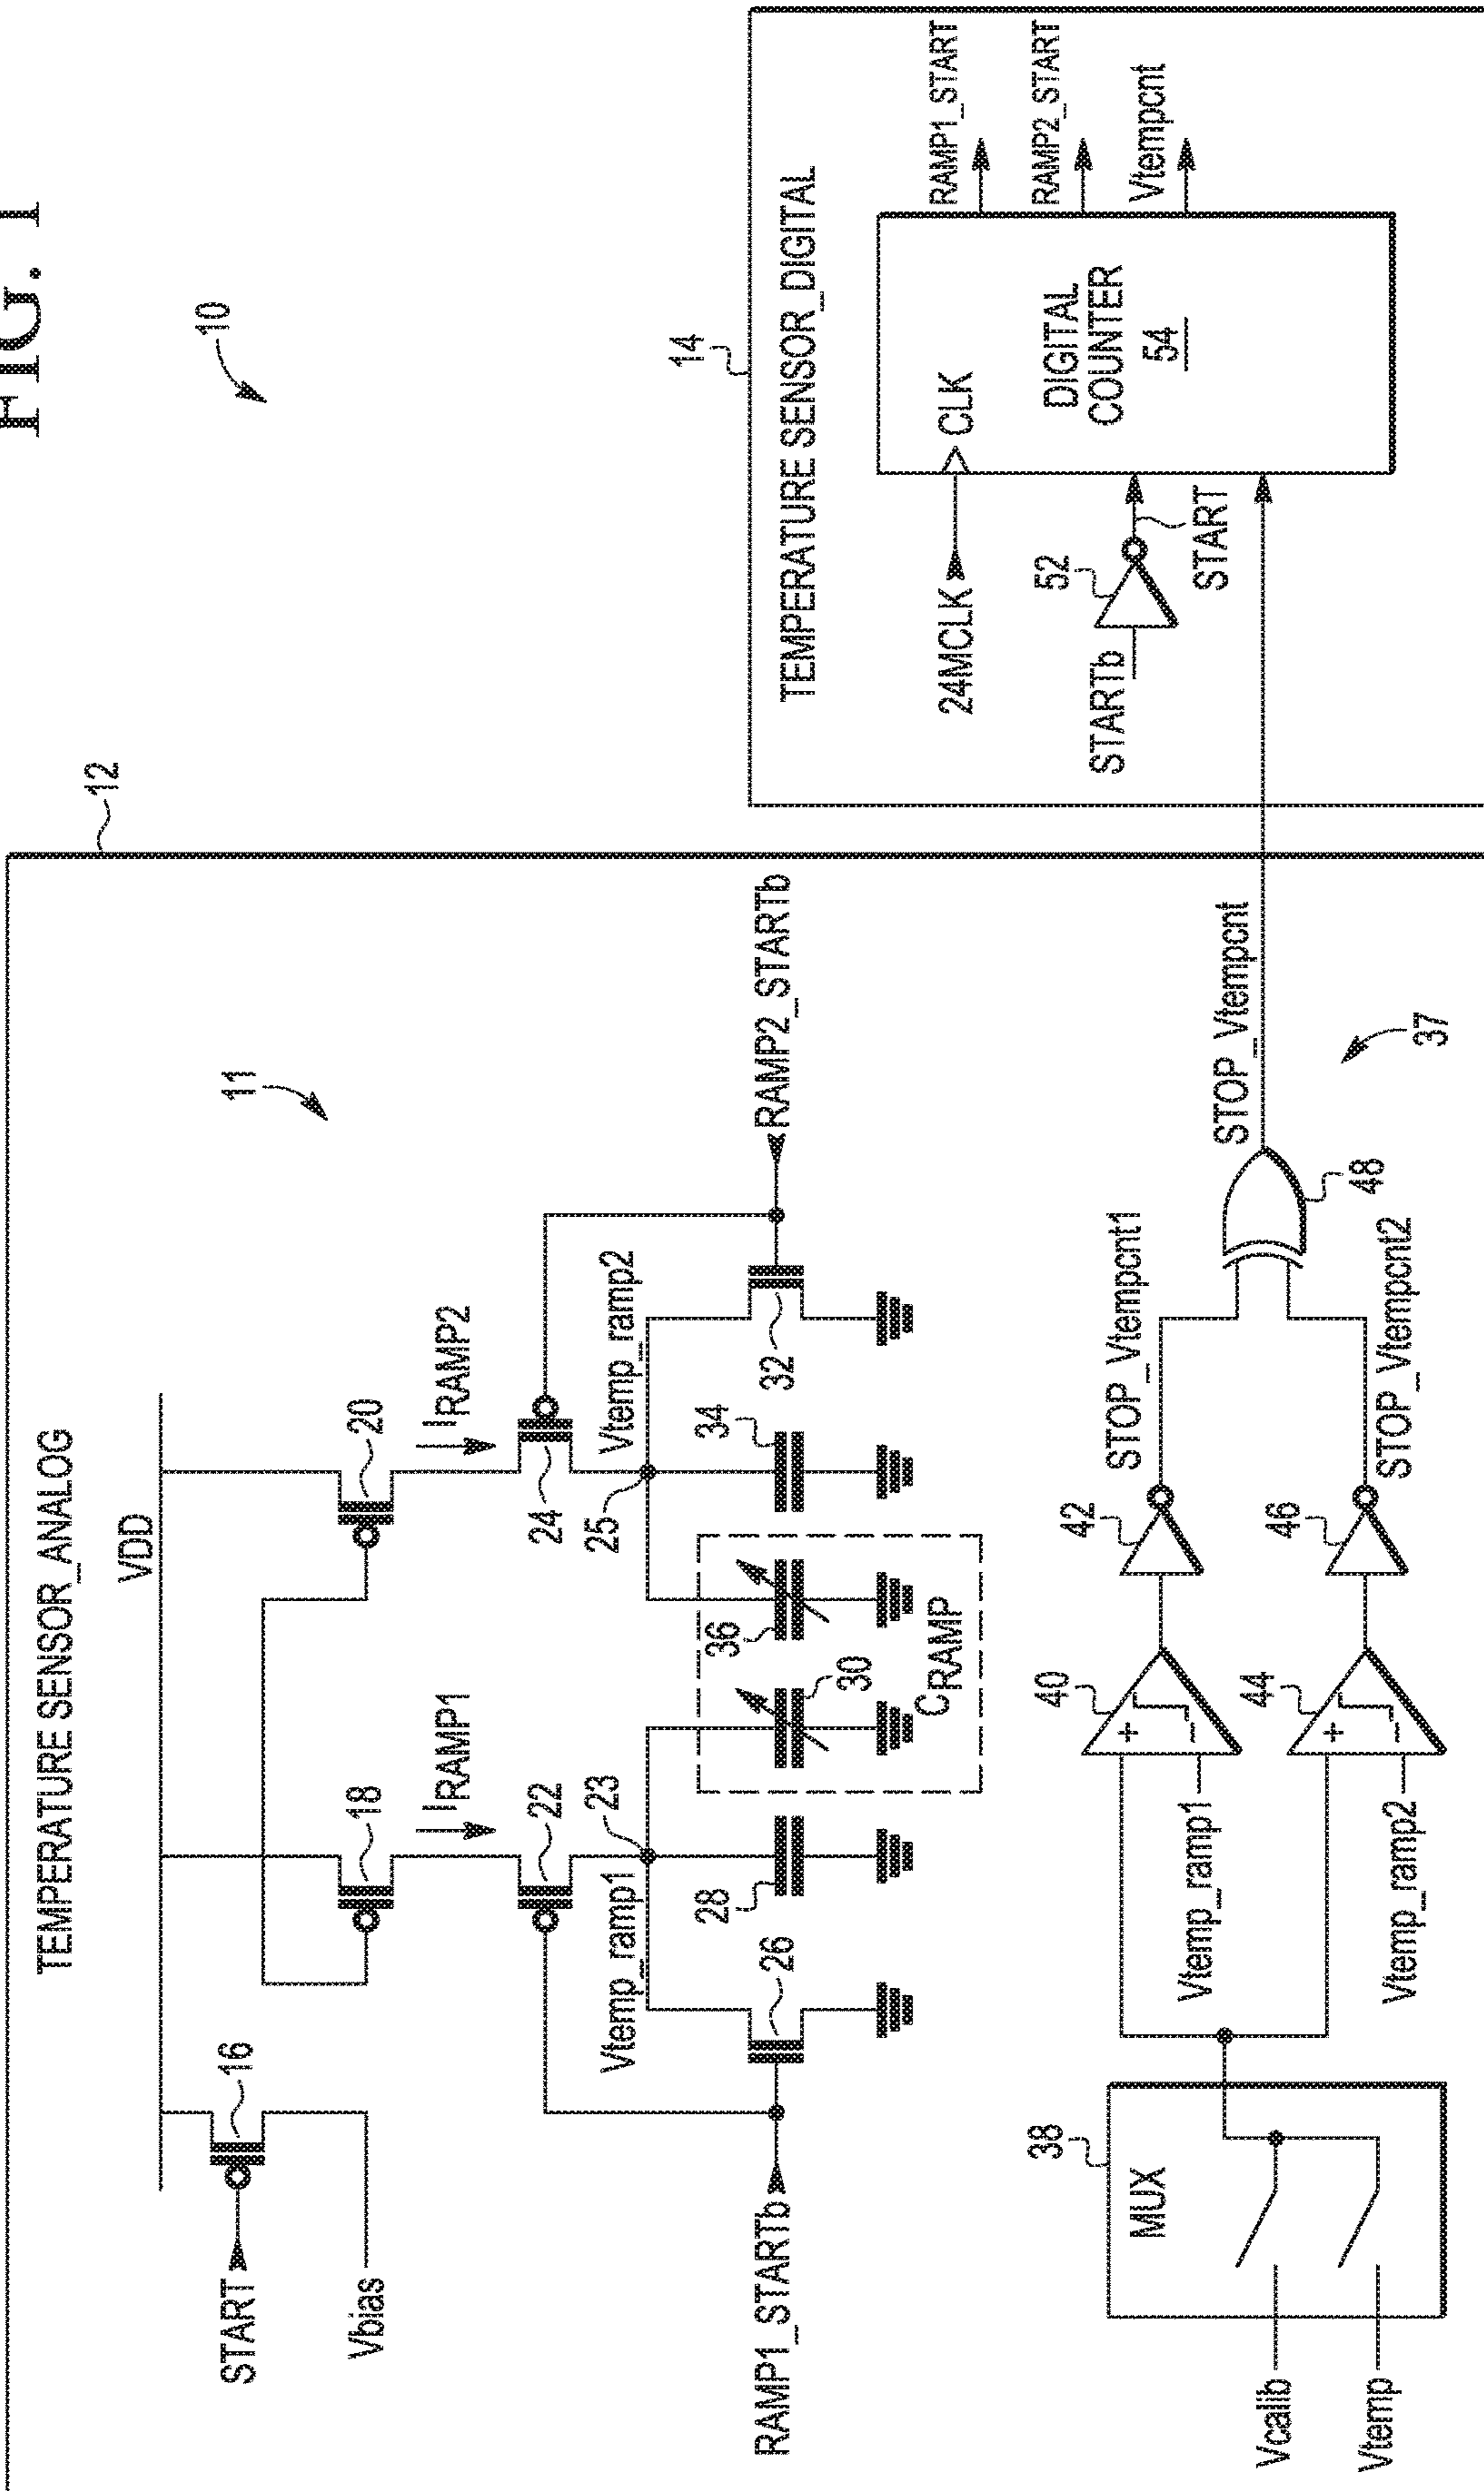 FIG. 1
10
12
TEMPERATURE SENSOR_ANALOG
VDD
11
START
16
Vbias
18
20
IRAMP1
IRAMP2
22
24
Vtemp_ramp1
23
25
Vtemp_ramp2
RAMP1_STARTb
26
28
30
36
34
32
CRAMP
RAMP2_STARTb
38
MUX
Vcalib
Vtemp
40
+
-
Vtemp_ramp1
42
STOP_Vtempcnt1
44
+
-
Vtemp_ramp2
46
STOP_Vtempcnt2
48
STOP_Vtempcnt
37
14
TEMPERATURE SENSOR_DIGITAL
24MCLK
CLK
52
STARTb
START
DIGITAL
COUNTER
54
RAMP1_START
RAMP2_START
Vtempcnt